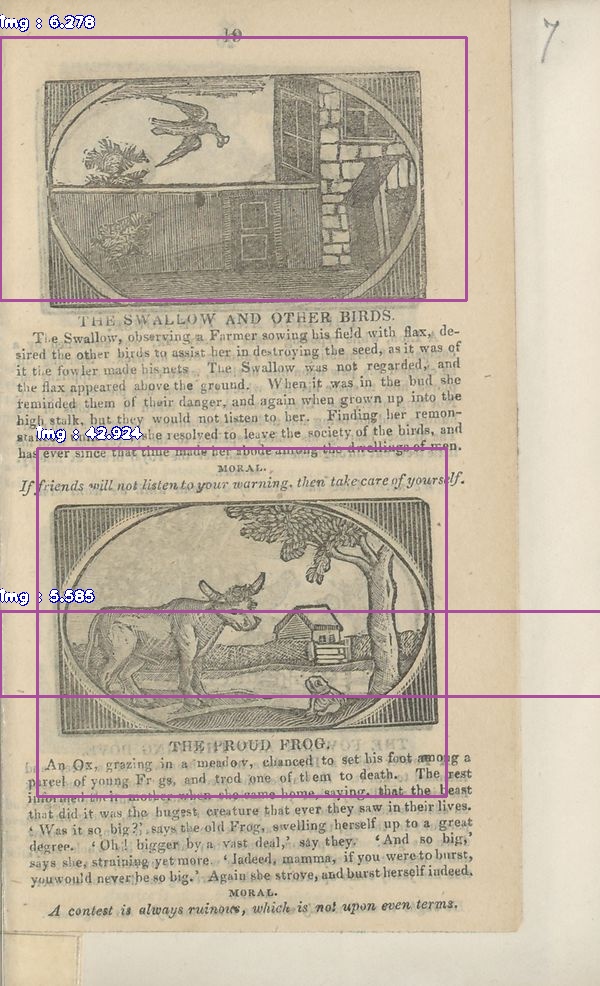 Img : 6.278
19
7
THE SWALLOW AND OTHER BIRDS.
The Swallow, observing a Farmer sowing his field with flax, de-
sired the other birds to assist her in destroying the seed, as it was of
it the fowler made his nets The Swallow was not regarded, and
the flax appeared above the ground. When it was in the bud she
reminded them of their danger, and again when grown up into the
high stalk, but they would not listen to her. Finding her remon-
Img : 42.924
she resolved to leave the society of the birds, and
has ever since that time made her abode among the dwellings of men.
MORAL.
If friends will not listen to your warning, then take care of yourself.
Img : 5.585
THE PROUD FROG.
An Ox, grazing in a meadow, chanced to set his foot among a
parcel of young Fr gs, and trod one of them to death. The rest
informed their mother when she came home, saying, that the beast
that did it was the hugest creature that ever they saw in their lives.
‘Was it so big?’ says the old Frog, swelling herself up to a great
degree. ‘Oh! bigger by a vast deal,’ say they. ‘And so big,’
says she, straining yet more. ‘Indeed, mamma, if you were to burst,
you would never be so big.’ Again she strove, and burst herself indeed.
MORAL.
A contest is always ruinous, which is not upon even terms.